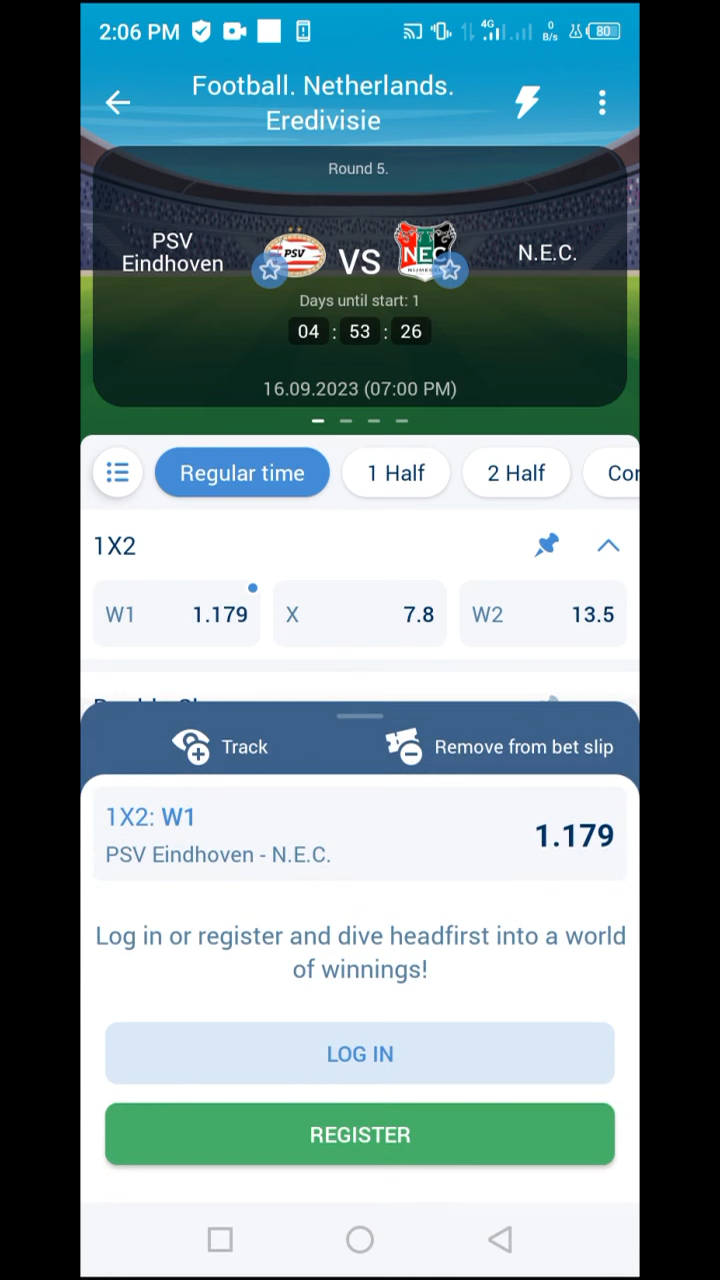 2:06 PM
4G
0
B/s
80
Football. Netherlands.
Eredivisie
Round 5.
PSV
Eindhoven
PSV
VS
NEC
N.E.C.
Days until start: 1
04 : 53 : 26
16.09.2023 (07:00 PM)
Regular time
1 Half
2 Half
1X2
W1 1.179
X 7.8
W2 13.5
Track
Remove from bet slip
1X2: W1
1.179
PSV Eindhoven - N.E.C.
Log in or register and dive headfirst into a world
of winnings!
LOG IN
REGISTER